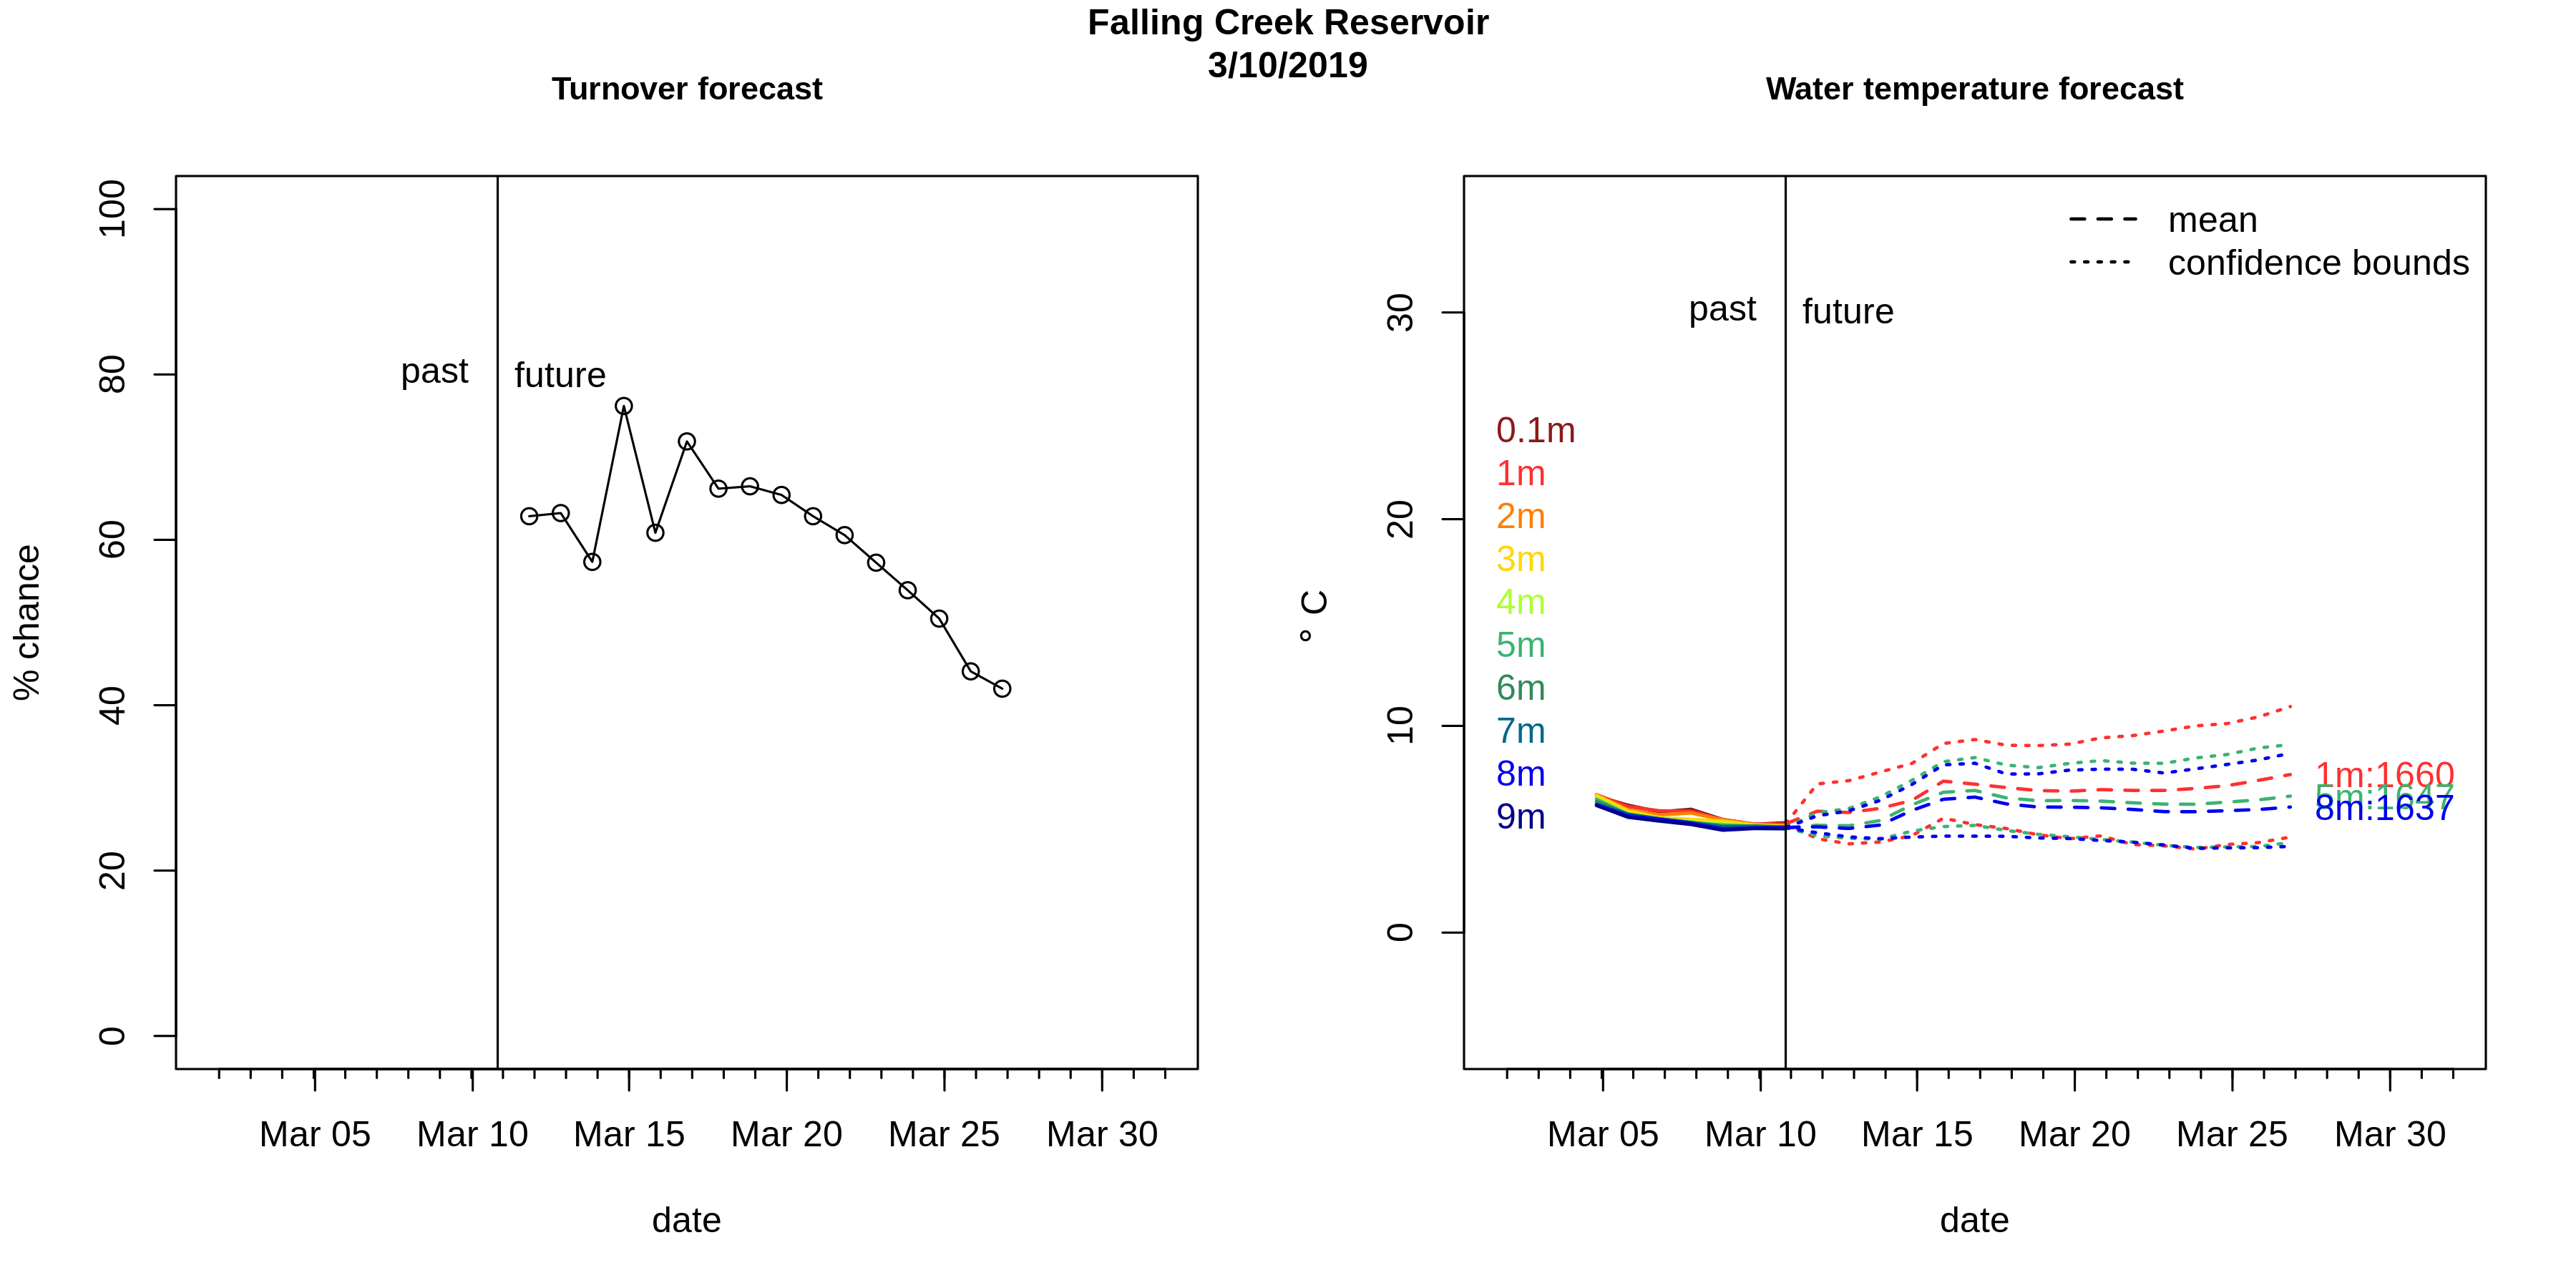 Falling Creek Reservoir
3/10/2019
Turnover forecast
% chance
100
80
60
40
20
0
past
future
Mar 05
Mar 10
Mar 15
Mar 20
Mar 25
Mar 30
date
Water temperature forecast
° C
30
20
10
0
mean
confidence bounds
past
future
0.1m
1m
2m
3m
4m
5m
6m
7m
8m
9m
1m:1660
8m:1637
Mar 05
Mar 10
Mar 15
Mar 20
Mar 25
Mar 30
date